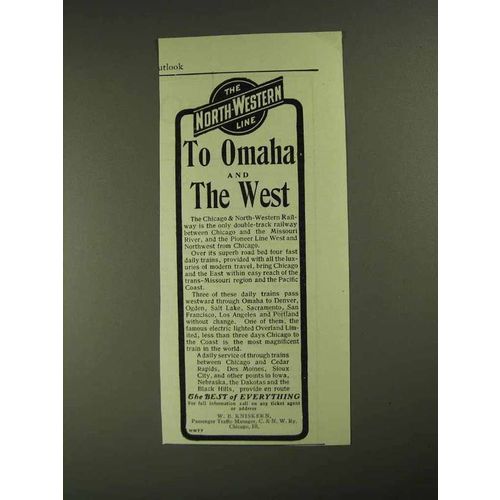 utlook
THE
NORTH-WESTERN
LINE
To Omaha
AND
The West
The Chicago & North-Western Rail-
way is the only double-track railway
between Chicago and the Missouri
River, and the Pioneer Line West and
Northwest from Chicago.
Over its superb road bed four fast
daily trains, provided with all the lux-
uries of modern travel, bring Chicago
and the East within easy reach of the
trans-Missouri region and the Pacific
Coast.
Three of these daily trains pass
westward through Omaha to Denver,
Ogden, Salt Lake, Sacramento, San
Francisco, Los Angeles and Portland
without change. One of them, the
famous electric lighted Overland Lim-
ited, less than three days Chicago to
the Coast is the most magnificent
train in the world.
A daily service of through trains
between Chicago and Cedar
Rapids, Des Moines, Sioux
City, and other points in Iowa,
Nebraska, the Dakotas and the
Black Hills, provide en route
The BEST of EVERYTHING
For full information call on any ticket agent
or address
W. B. KNISKERN,
Passenger Traffic Manager, C. & N. W. Ry.
Chicago, Ill.
NW77